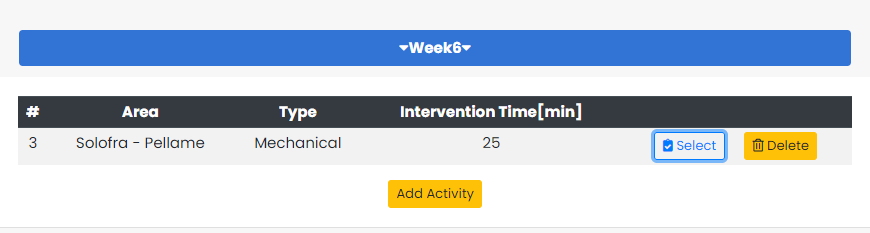 Week6
# Area Type Intervention Time[min]
3 Solofra - Pellame Mechanical 25 Select Delete
Add Activity